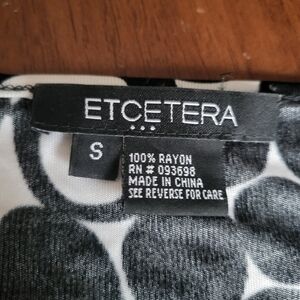 ETCETERA
S
100% RAYON
RN # 093698
MADE IN CHINA
SEE REVERSE FOR CARE